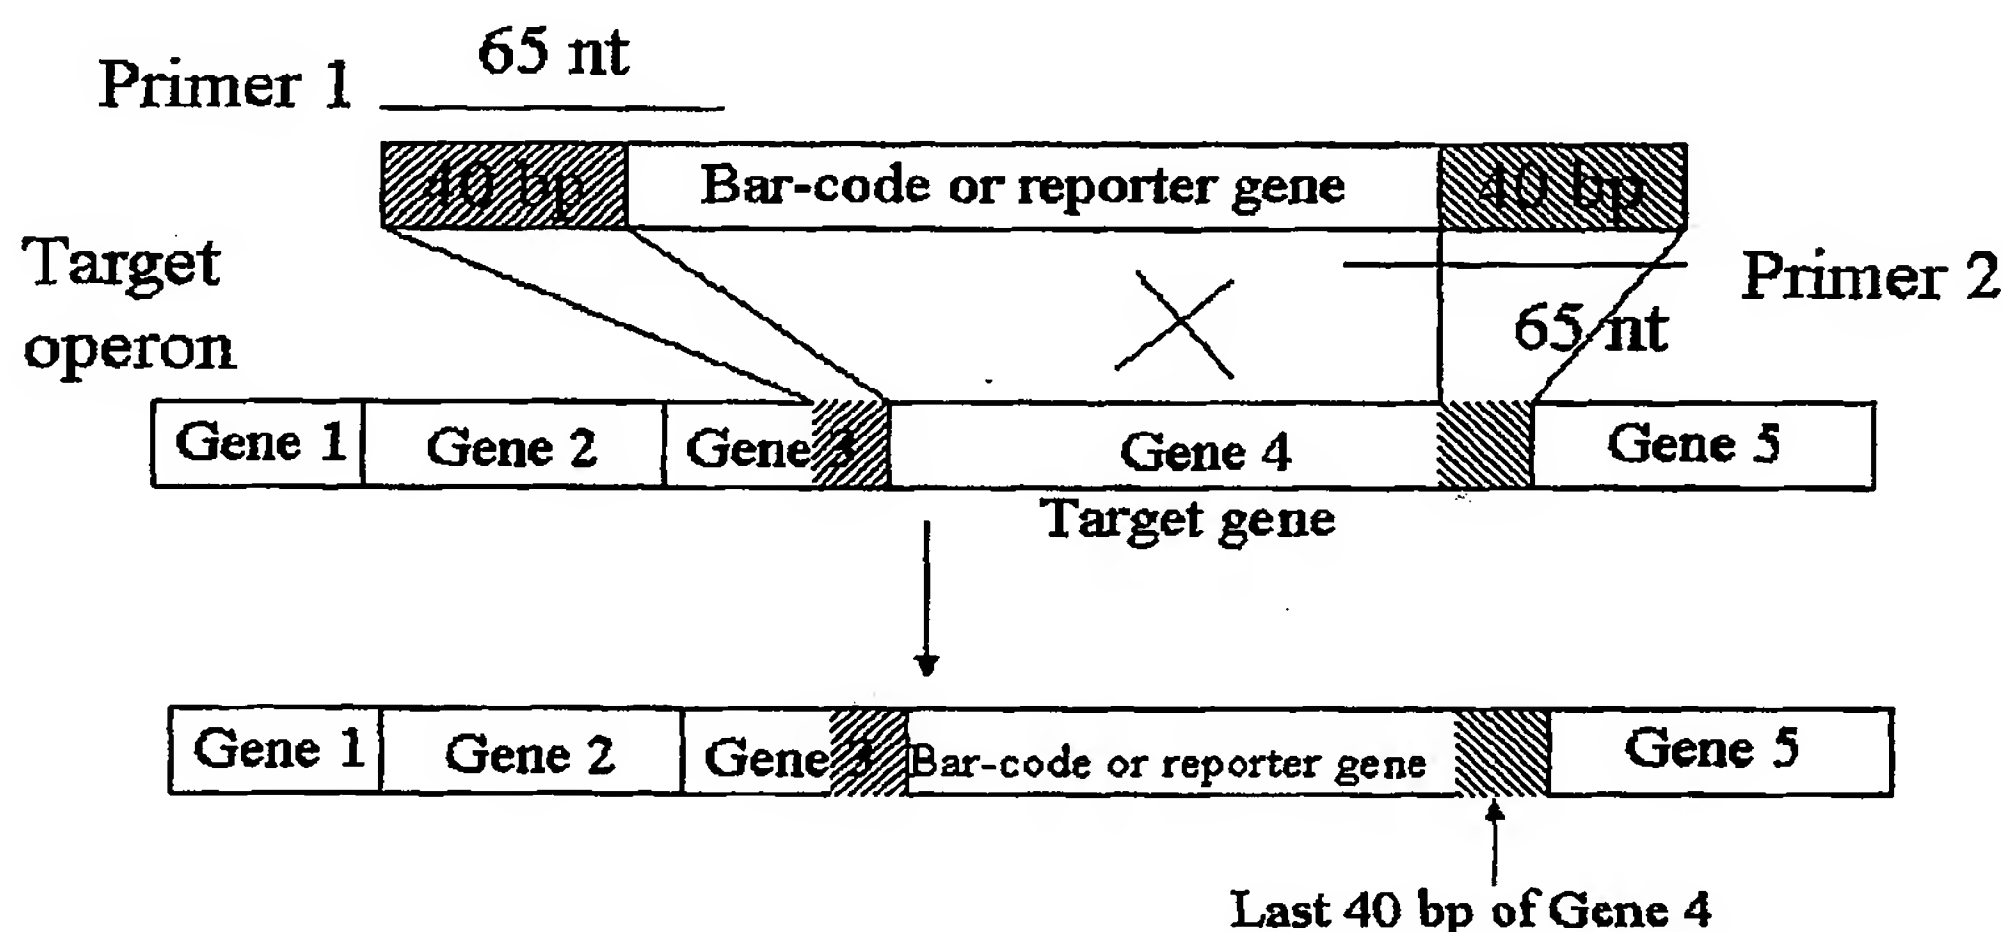 65 nt
Primer 1
40 bp Bar-code or reporter gene 40 bp
Target
operon
Primer 2
65 nt
Gene 1 Gene 2 Gene 3 Gene 4 Gene 5
Target gene
Gene 1 Gene 2 Gene 3 Bar-code or reporter gene Gene 5
Last 40 bp of Gene 4